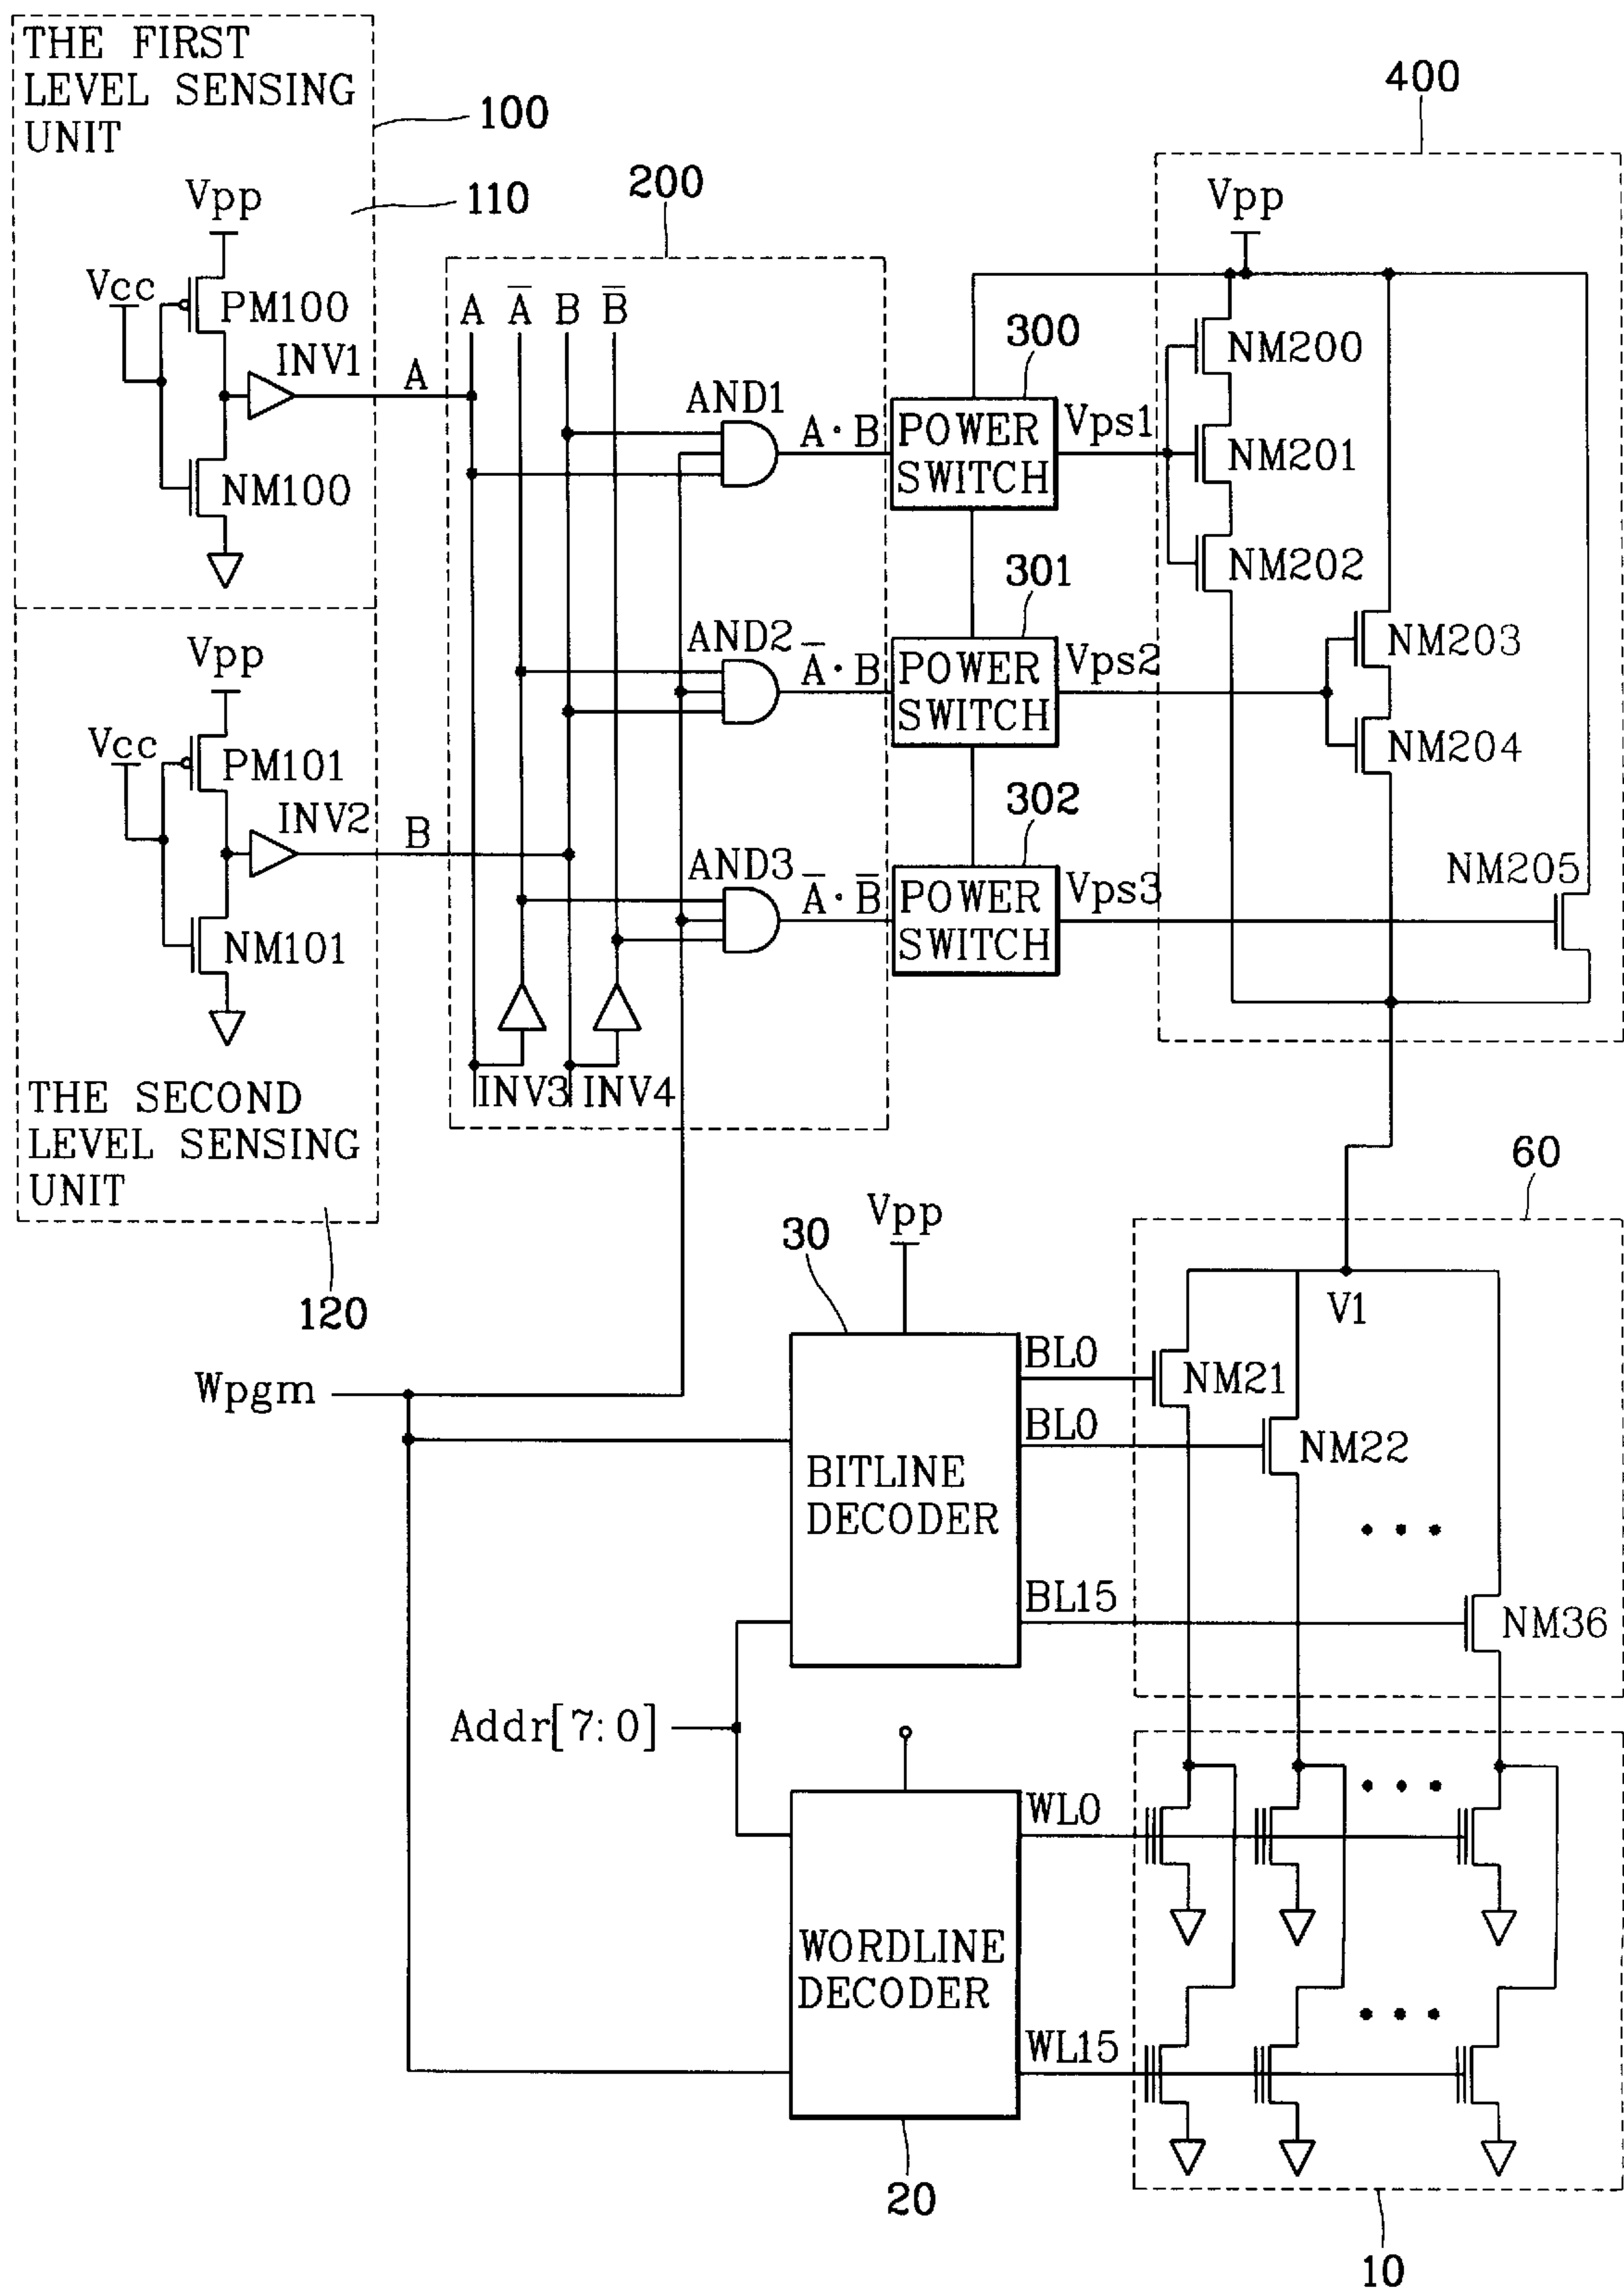 THE FIRST
LEVEL SENSING
UNIT
100
110
Vpp
Vcc
PM100
INV1
A
NM100
Vpp
Vcc
PM101
INV2
B
NM101
THE SECOND
LEVEL SENSING
UNIT
120
200
A A̅ B B̅
AND1
A·B
AND2
A̅·B
AND3
A̅·B̅
INV3
INV4
300
POWER
SWITCH
Vps1
301
POWER
SWITCH
Vps2
302
POWER
SWITCH
Vps3
400
Vpp
NM200
NM201
NM202
NM203
NM204
NM205
60
V1
Vpp
30
Wpgm
BITLINE
DECODER
BL0
NM21
BL0
NM22
BL15
NM36
Addr[7:0]
WORDLINE
DECODER
WL0
WL15
20
10